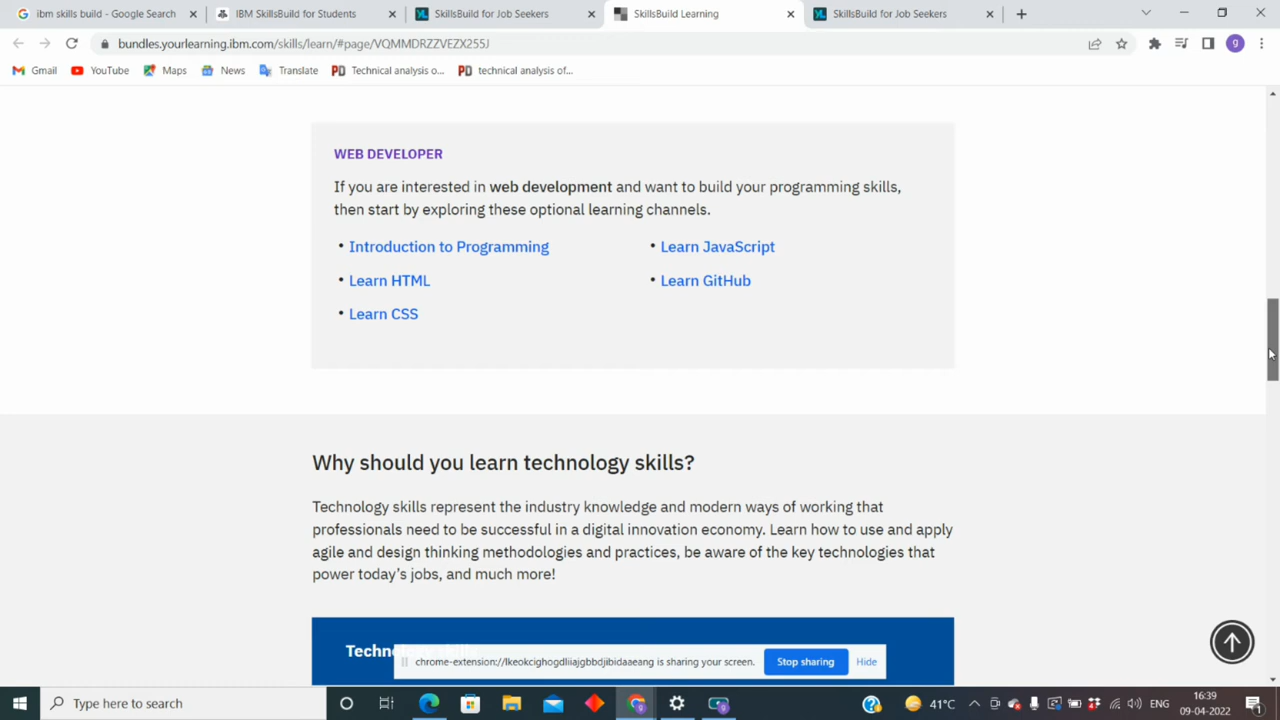 ibm skills build - Google Search
IBM SkillsBuild for Students
SkillsBuild for Job Seekers
SkillsBuild Learning
SkillsBuild for Job Seekers
bundles.yourlearning.ibm.com/skills/learn/#page/VQMMDRZZVEZX255J
g
Gmail
YouTube
Maps
News
Translate
PD Technical analysis o...
PD technical analysis of...
WEB DEVELOPER
If you are interested in web development and want to build your programming skills,
then start by exploring these optional learning channels.
• Introduction to Programming
• Learn JavaScript
• Learn HTML
• Learn GitHub
• Learn CSS
Why should you learn technology skills?
Technology skills represent the industry knowledge and modern ways of working that
professionals need to be successful in a digital innovation economy. Learn how to use and apply
agile and design thinking methodologies and practices, be aware of the key technologies that
power today's jobs, and much more!
Technology skills
chrome-extension://lkeokcighogdliiajgbbdjibidaaeang is sharing your screen.
Stop sharing
Hide
Type here to search
41°C
ENG
16:39
09-04-2022
1